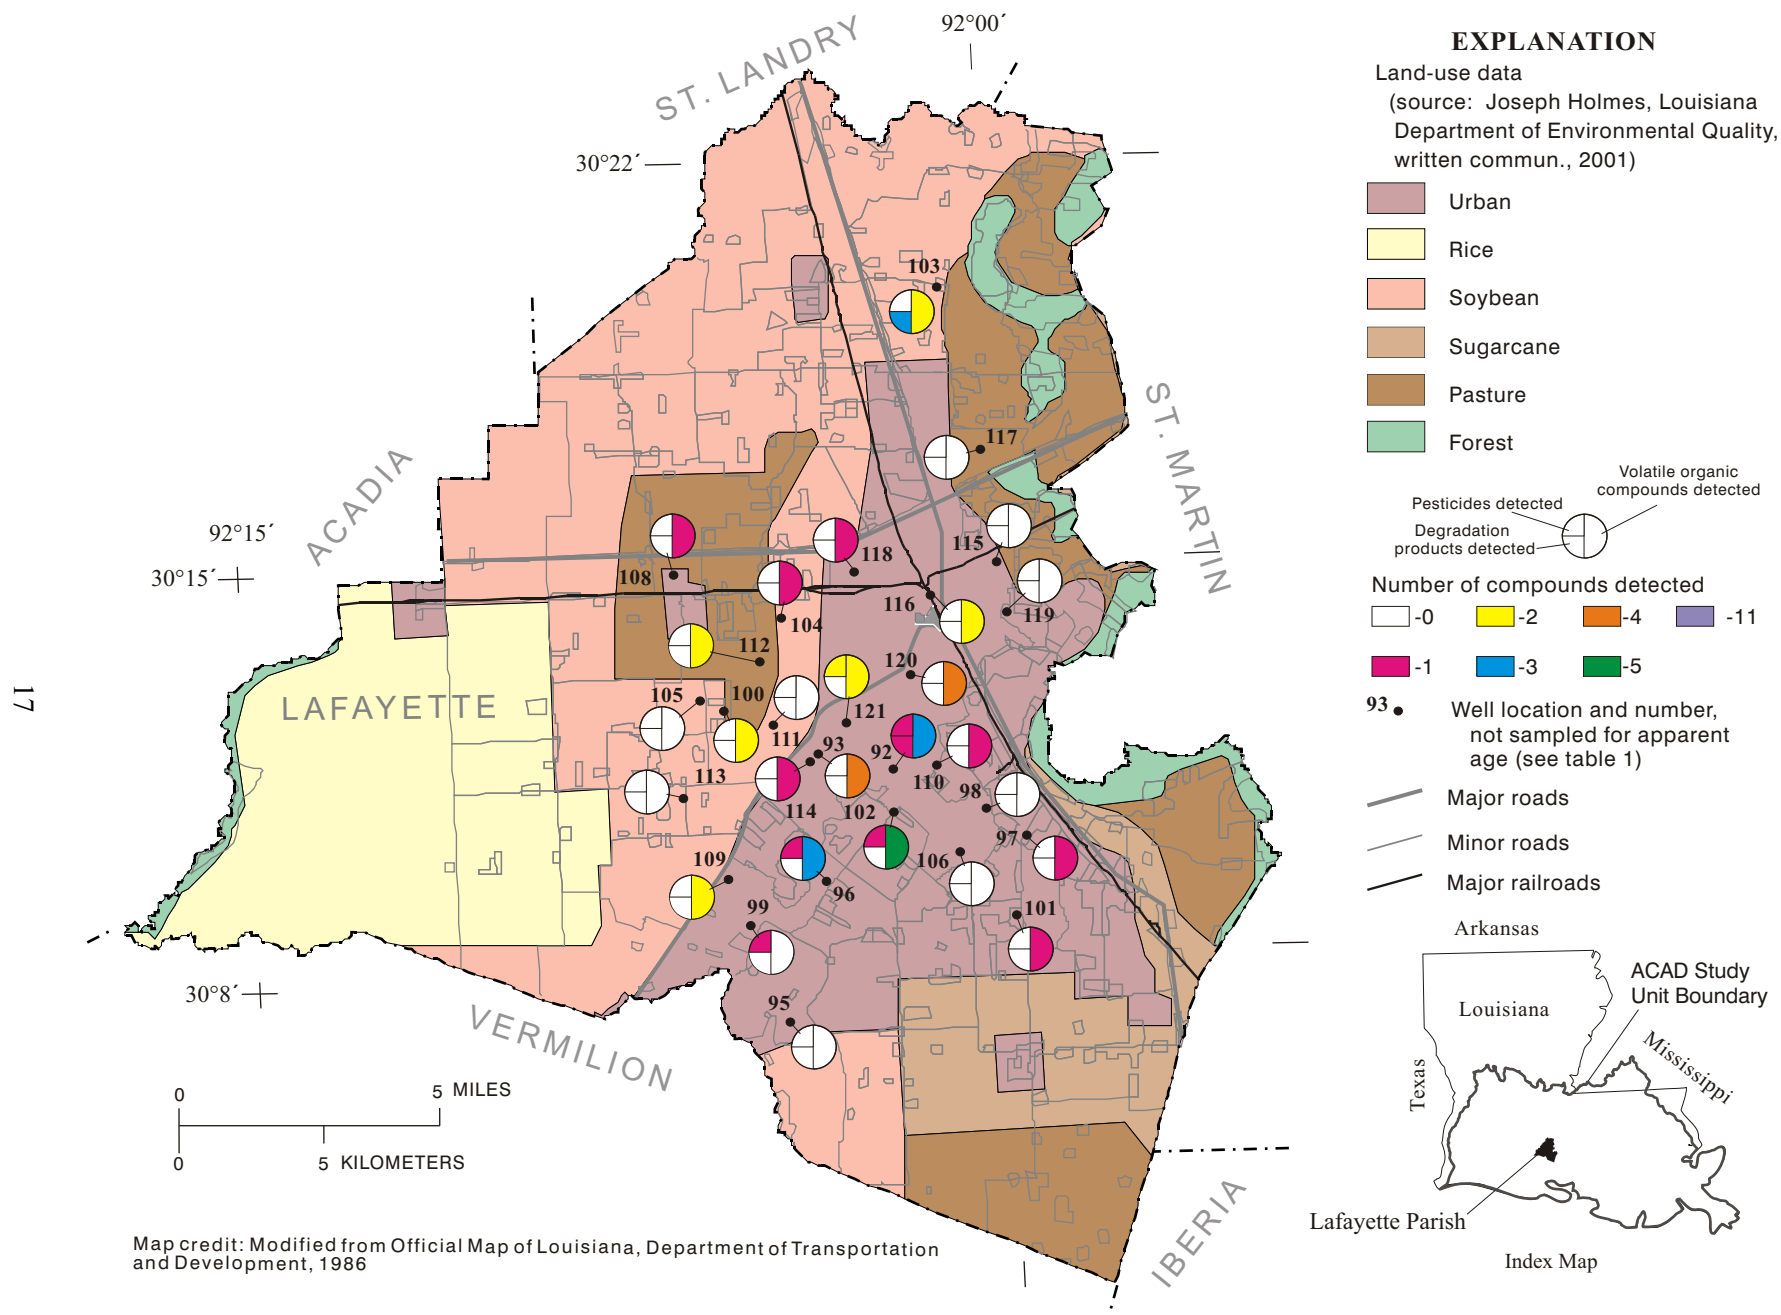 92°00´
ST. LANDRY
30°22´
103
ST. MARTIN
117
ACADIA
92°15´
30°15´
118
115
108
116
119
104
112
120
LAFAYETTE
105
100
121
111
93
92
110
113
98
114
102
97
109
106
96
99
101
95
30°8´
VERMILION
IBERIA
17
0 5 MILES
0 5 KILOMETERS
Map credit: Modified from Official Map of Louisiana, Department of Transportation
and Development, 1986
EXPLANATION
Land-use data
(source: Joseph Holmes, Louisiana
Department of Environmental Quality,
written commun., 2001)
Urban
Rice
Soybean
Sugarcane
Pasture
Forest
Volatile organic
compounds detected
Pesticides detected
Degradation
products detected
Number of compounds detected
-0 -2 -4 -11
-1 -3 -5
93 Well location and number,
not sampled for apparent
age (see table 1)
Major roads
Minor roads
Major railroads
Arkansas
ACAD Study
Unit Boundary
Louisiana
Mississippi
Texas
Lafayette Parish
Index Map